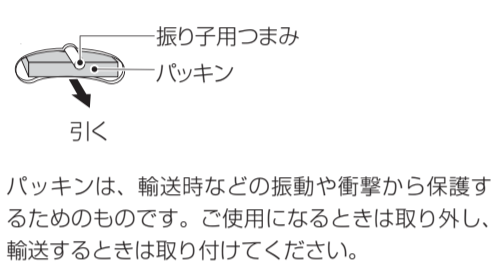 振り子用つまみ
パッキン
引く
パッキンは、輸送時などの振動や衝撃から保護す
るためのものです。ご使用になるときは取り外し、
輸送するときは取り付けてください。